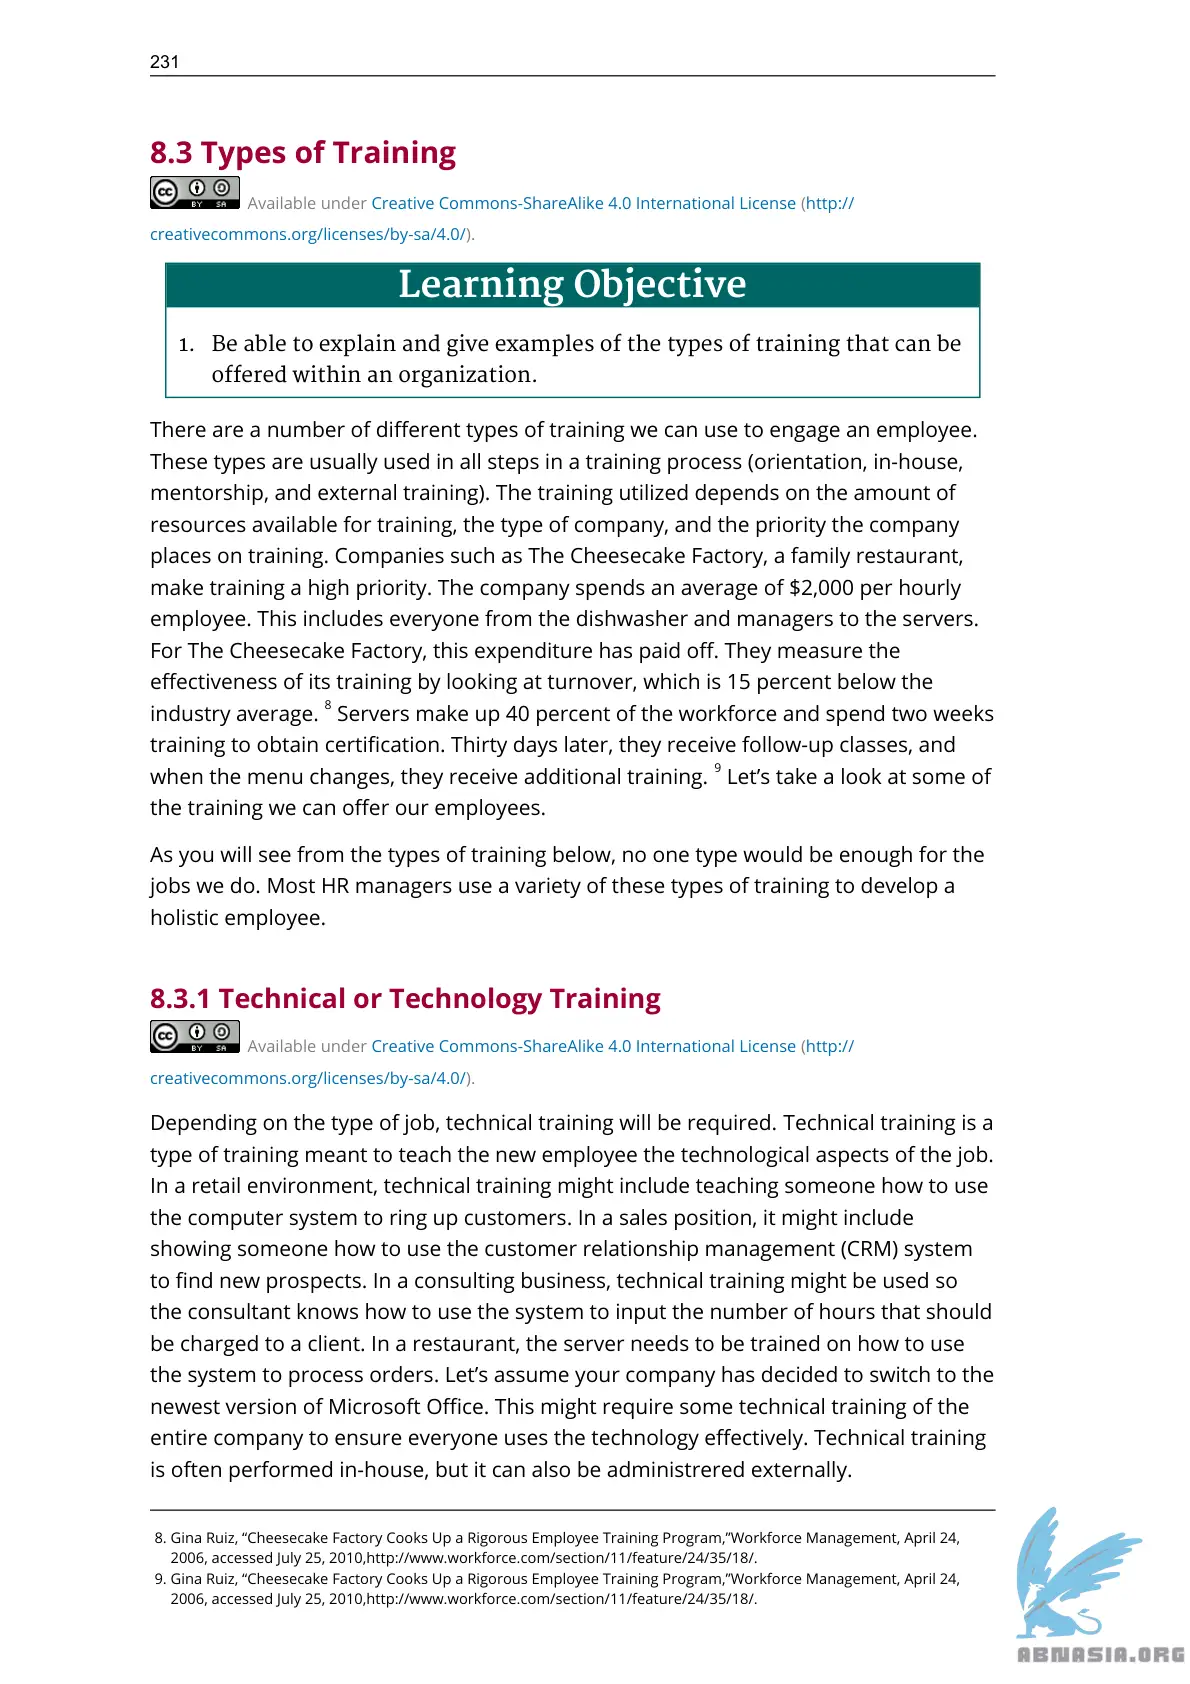 231
8.3 Types of Training
cc BY SA Available under Creative Commons-ShareAlike 4.0 International License (http://
creativecommons.org/licenses/by-sa/4.0/).
Learning Objective
1. Be able to explain and give examples of the types of training that can be
offered within an organization.
There are a number of different types of training we can use to engage an employee.
These types are usually used in all steps in a training process (orientation, in-house,
mentorship, and external training). The training utilized depends on the amount of
resources available for training, the type of company, and the priority the company
places on training. Companies such as The Cheesecake Factory, a family restaurant,
make training a high priority. The company spends an average of $2,000 per hourly
employee. This includes everyone from the dishwasher and managers to the servers.
For The Cheesecake Factory, this expenditure has paid off. They measure the
effectiveness of its training by looking at turnover, which is 15 percent below the
industry average. 8 Servers make up 40 percent of the workforce and spend two weeks
training to obtain certification. Thirty days later, they receive follow-up classes, and
when the menu changes, they receive additional training. 9 Let’s take a look at some of
the training we can offer our employees.
As you will see from the types of training below, no one type would be enough for the
jobs we do. Most HR managers use a variety of these types of training to develop a
holistic employee.
8.3.1 Technical or Technology Training
cc BY SA Available under Creative Commons-ShareAlike 4.0 International License (http://
creativecommons.org/licenses/by-sa/4.0/).
Depending on the type of job, technical training will be required. Technical training is a
type of training meant to teach the new employee the technological aspects of the job.
In a retail environment, technical training might include teaching someone how to use
the computer system to ring up customers. In a sales position, it might include
showing someone how to use the customer relationship management (CRM) system
to find new prospects. In a consulting business, technical training might be used so
the consultant knows how to use the system to input the number of hours that should
be charged to a client. In a restaurant, the server needs to be trained on how to use
the system to process orders. Let’s assume your company has decided to switch to the
newest version of Microsoft Office. This might require some technical training of the
entire company to ensure everyone uses the technology effectively. Technical training
is often performed in-house, but it can also be administrered externally.
8. Gina Ruiz, “Cheesecake Factory Cooks Up a Rigorous Employee Training Program,”Workforce Management, April 24,
2006, accessed July 25, 2010,http://www.workforce.com/section/11/feature/24/35/18/.
9. Gina Ruiz, “Cheesecake Factory Cooks Up a Rigorous Employee Training Program,”Workforce Management, April 24,
2006, accessed July 25, 2010,http://www.workforce.com/section/11/feature/24/35/18/.
ABNASIA.ORG